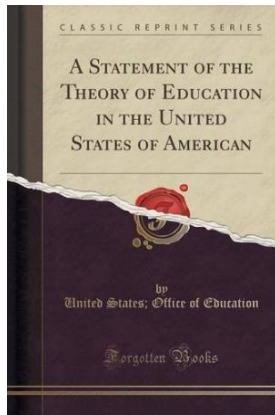 CLASSIC REPRINT SERIES
A STATEMENT OF THE
THEORY OF EDUCATION
IN THE UNITED
STATES OF AMERICAN
by
United States; Office of Education
Forgotten Books